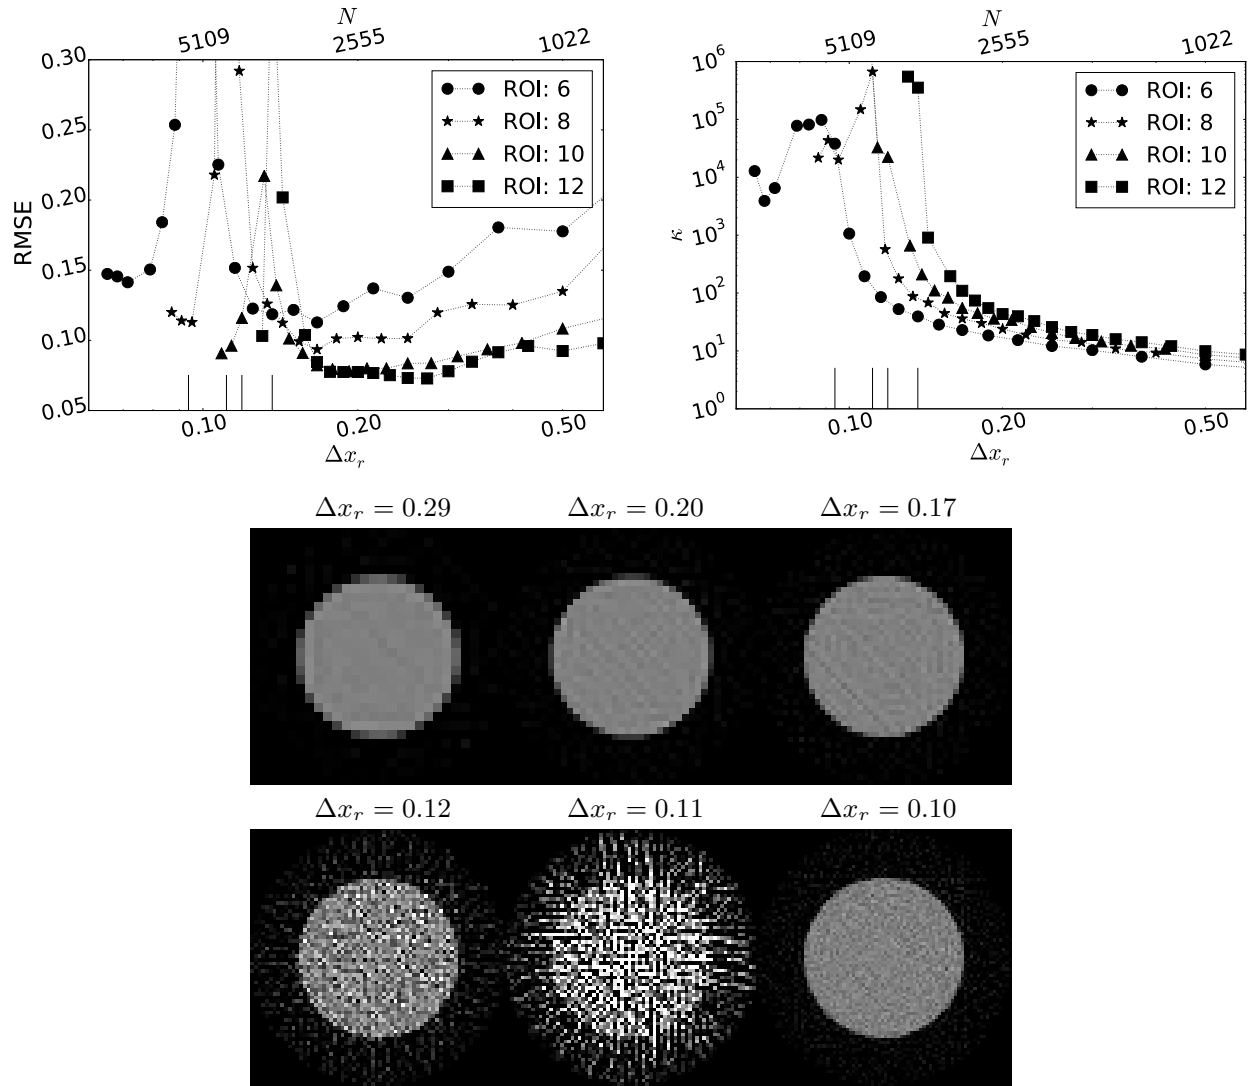 N
5109 2555 1022
0.30
0.25
0.20
0.15
0.10
0.05
RMSE
ROI: 6
ROI: 8
ROI: 10
ROI: 12
0.10 0.20 0.50
Δx_r
N
5109 2555 1022
10^6
10^5
10^4
10^3
10^2
10^1
10^0
κ
ROI: 6
ROI: 8
ROI: 10
ROI: 12
0.10 0.20 0.50
Δx_r
Δx_r = 0.29 Δx_r = 0.20 Δx_r = 0.17
Δx_r = 0.12 Δx_r = 0.11 Δx_r = 0.10